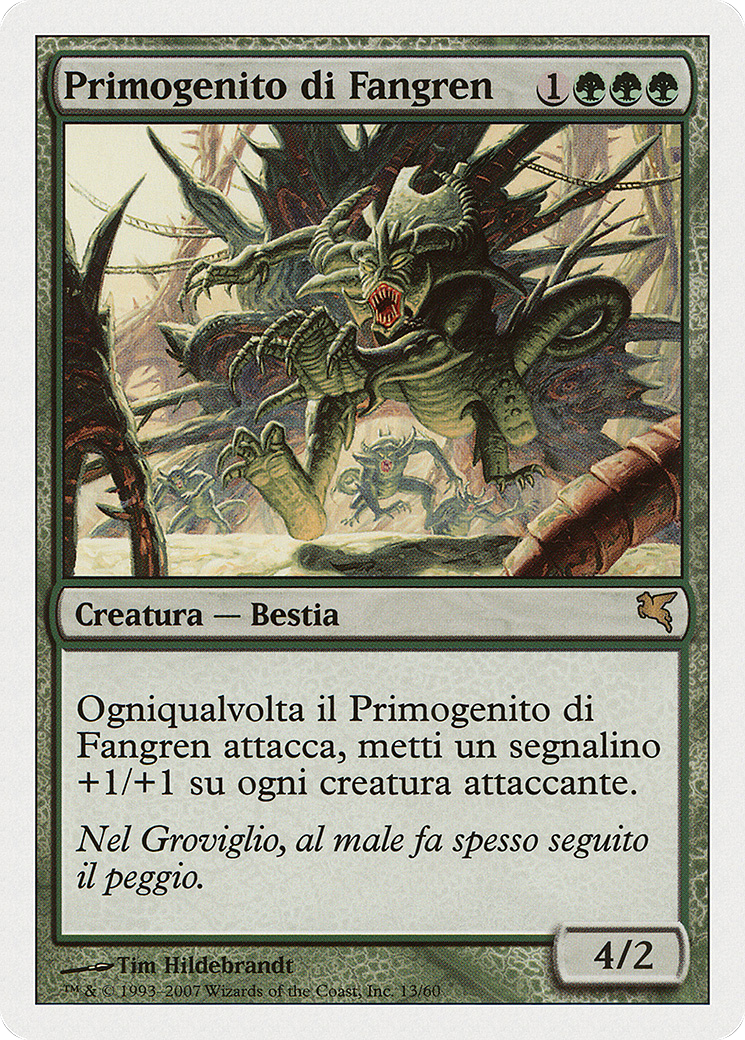 Primogenito di Fangren 1
Creatura — Bestia
Ogniqualvolta il Primogenito di
Fangren attacca, metti un segnalino
+1/+1 su ogni creatura attaccante.
Nel Groviglio, al male fa spesso seguito
il peggio.
4/2
Tim Hildebrandt
™ & © 1993–2007 Wizards of the Coast, Inc. 13/60